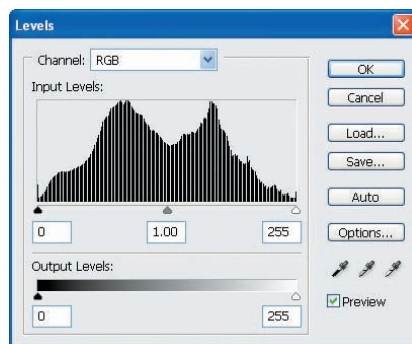 Levels
Channel: RGB
Input Levels:
0 1.00 255
Output Levels:
0 255
OK
Cancel
Load...
Save...
Auto
Options...
Preview